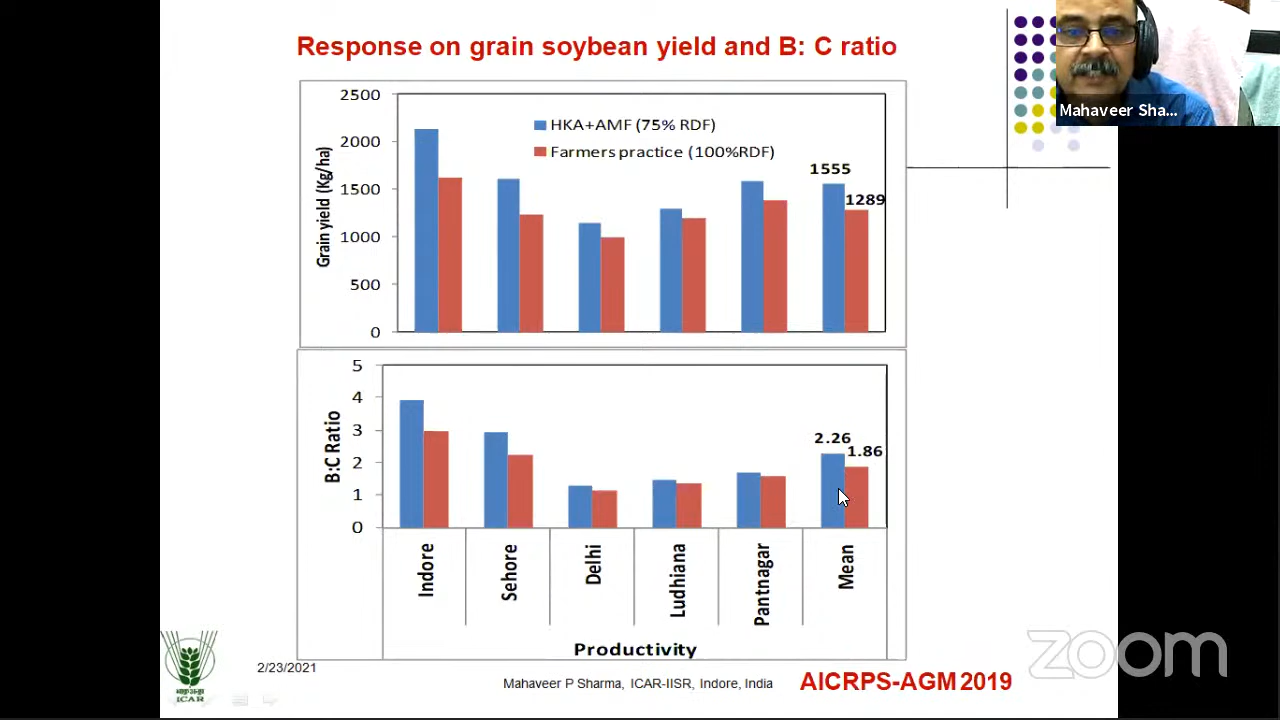 Response on grain soybean yield and B: C ratio
Mahaveer Sha...
2500
2000
1500
1000
500
0
Grain yield (Kg/ha)
HKA+AMF (75% RDF)
Farmers practice (100%RDF)
1555
1289
5
4
3
2
1
0
B:C Ratio
2.26
1.86
Indore
Sehore
Delhi
Ludhiana
Pantnagar
Mean
Productivity
2/23/2021
Mahaveer P Sharma, ICAR-IISR, Indore, India
AICRPS-AGM 2019
ICAR
zoom